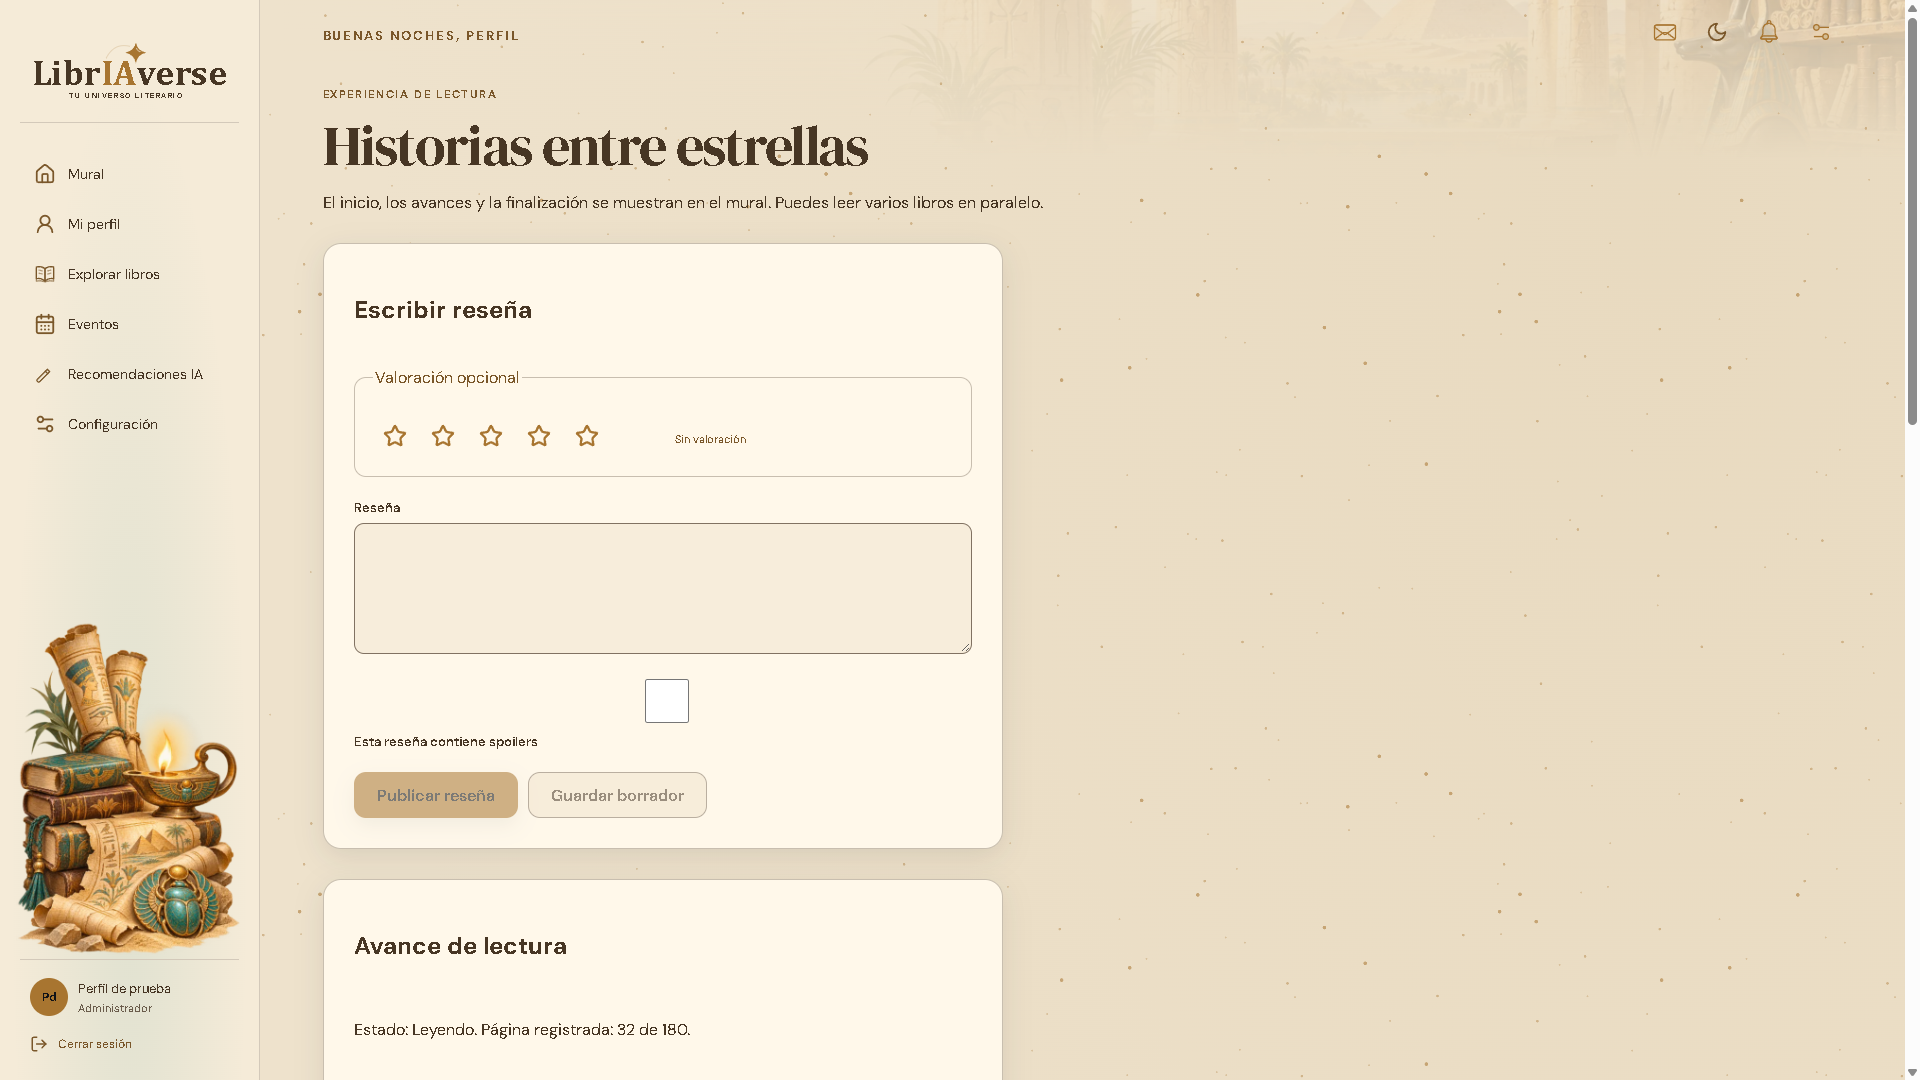 LibrIAverse
TU UNIVERSO LITERARIO
Mural
Mi perfil
Explorar libros
Eventos
Recomendaciones IA
Configuración
Pd
Perfil de prueba
Administrador
Cerrar sesión
BUENAS NOCHES, PERFIL
EXPERIENCIA DE LECTURA
Historias entre estrellas
El inicio, los avances y la finalización se muestran en el mural. Puedes leer varios libros en paralelo.
Escribir reseña
Valoración opcional
Sin valoración
Reseña
Esta reseña contiene spoilers
Publicar reseña
Guardar borrador
Avance de lectura
Estado: Leyendo. Página registrada: 32 de 180.